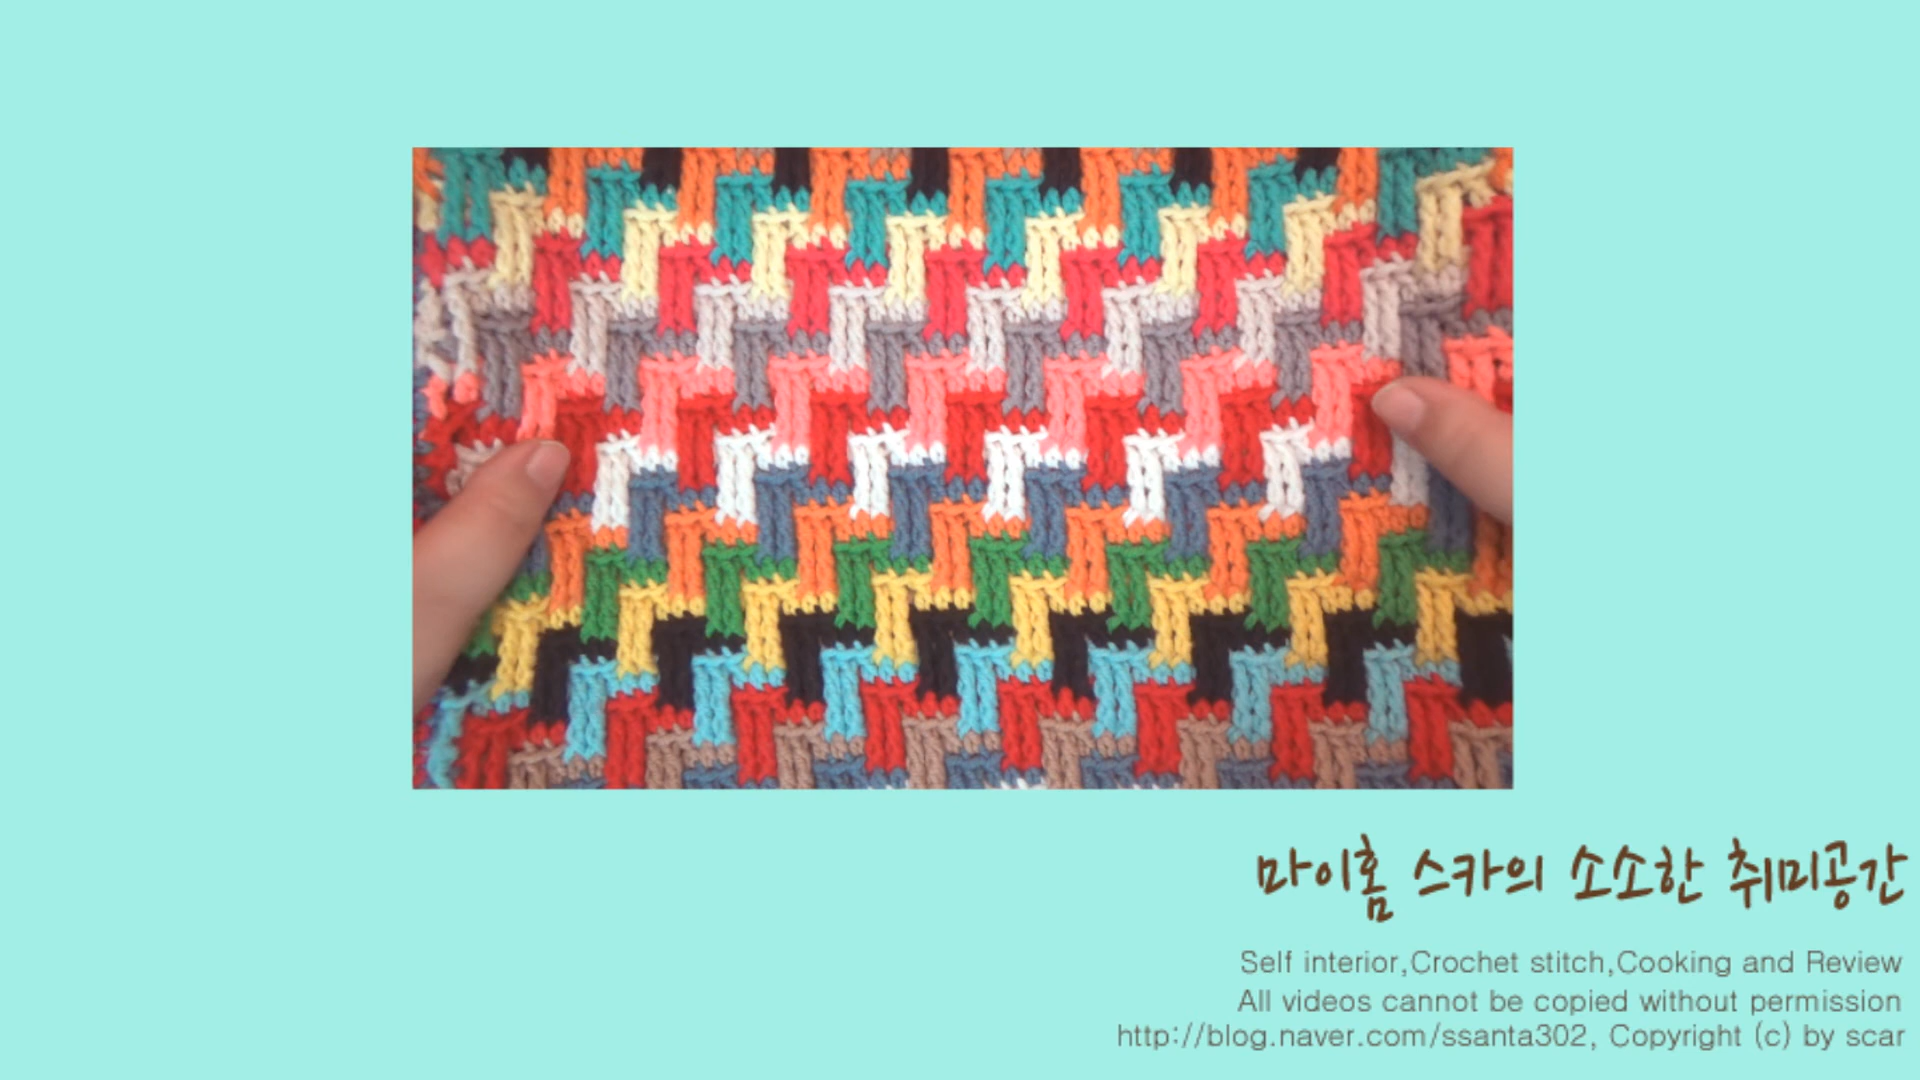 마이홈 스카의 소소한 취미공간
Self interior,Crochet stitch,Cooking and Review
All videos cannot be copied without permission
http://blog.naver.com/ssanta302, Copyright (c) by scar